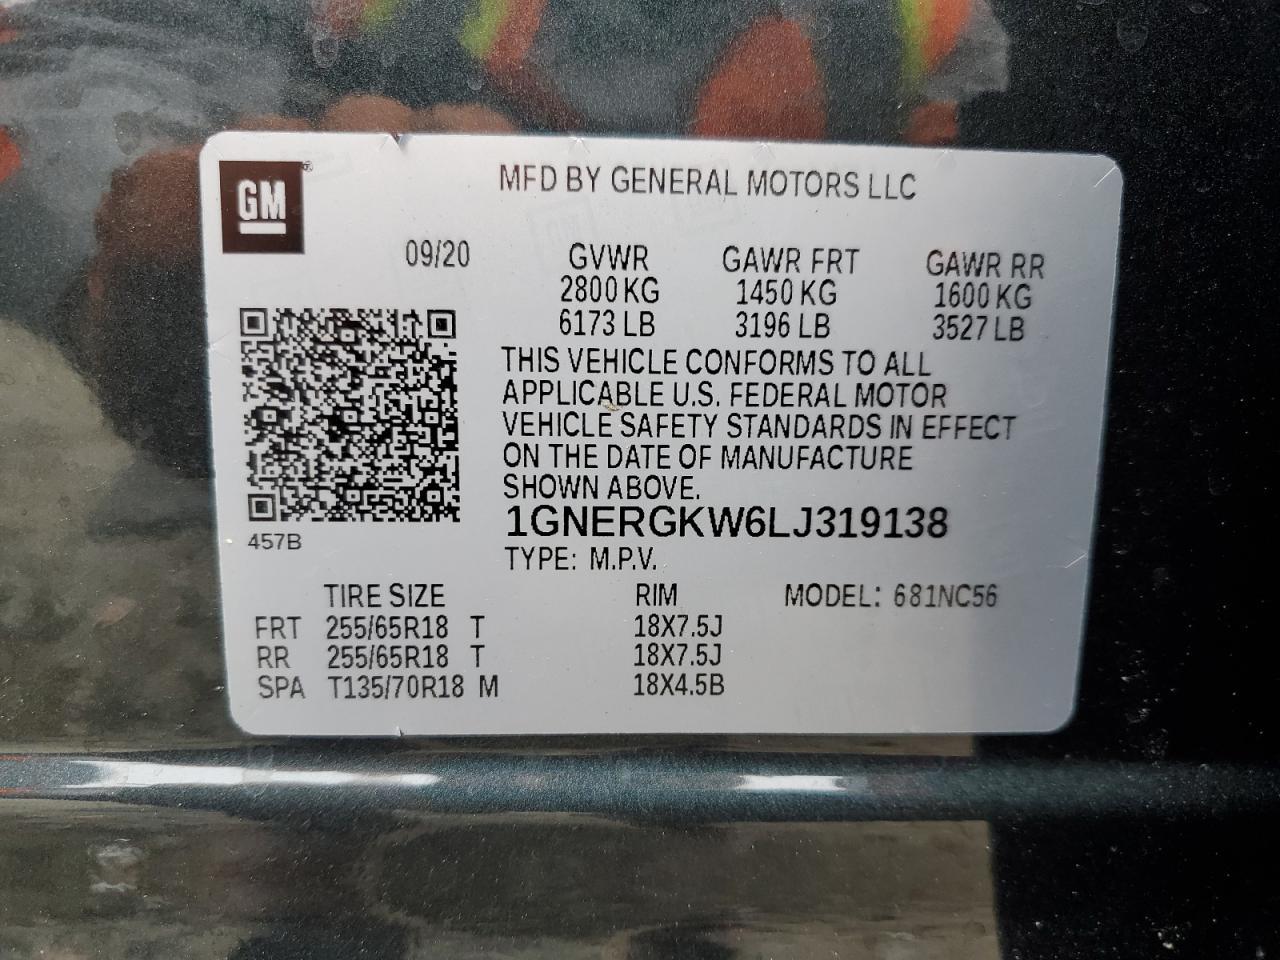 GM®
MFD BY GENERAL MOTORS LLC
09/20 GVWR GAWR FRT GAWR RR
2800 KG 1450 KG 1600 KG
6173 LB 3196 LB 3527 LB
THIS VEHICLE CONFORMS TO ALL
APPLICABLE U.S. FEDERAL MOTOR
VEHICLE SAFETY STANDARDS IN EFFECT
ON THE DATE OF MANUFACTURE
SHOWN ABOVE.
1GNERGKW6LJ319138
457B
TYPE: M.P.V.
TIRE SIZE RIM MODEL: 681NC56
FRT 255/65R18 T 18X7.5J
RR 255/65R18 T 18X7.5J
SPA T135/70R18 M 18X4.5B